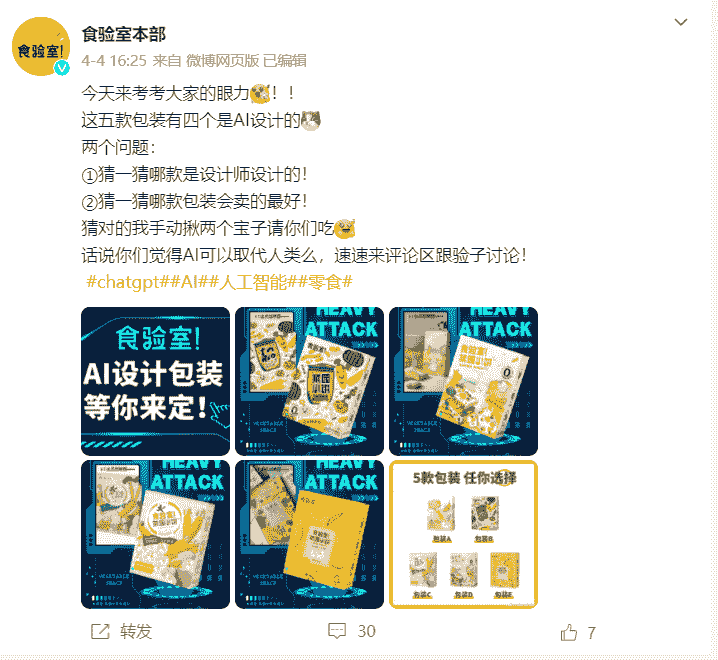 食验室!
食验室本部
4-4 16:25 来自 微博网页版 已编辑
今天来考考大家的眼力！！
这五款包装有四个是AI设计的
两个问题：
①猜一猜哪款是设计师设计的！
②猜一猜哪款包装会卖的最好！
猜对的我手动揪两个宝子请你们吃
话说你们觉得AI可以取代人类么，速速来评论区跟验子讨论！
#chatgpt##AI##人工智能##零食#
食验室!
AI设计包装
等你来定!
HEAVY
ATTACK
HEAVY
ATTACK
HEAVY
ATTACK
HEAVY
ATTACK
5款包装 任你选择
包装A
包装B
包装C
包装D
包装E
转发
30
7